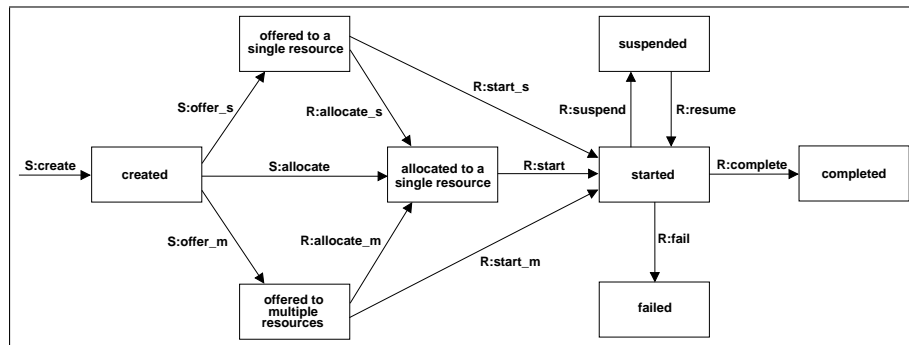 offered to a
single resource
suspended
R:start_s
S:offer_s
R:allocate_s
R:suspend
R:resume
S:create
created
S:allocate
allocated to a
single resource
R:start
started
R:complete
completed
S:offer_m
R:allocate_m
R:start_m
R:fail
offered to
multiple
resources
failed